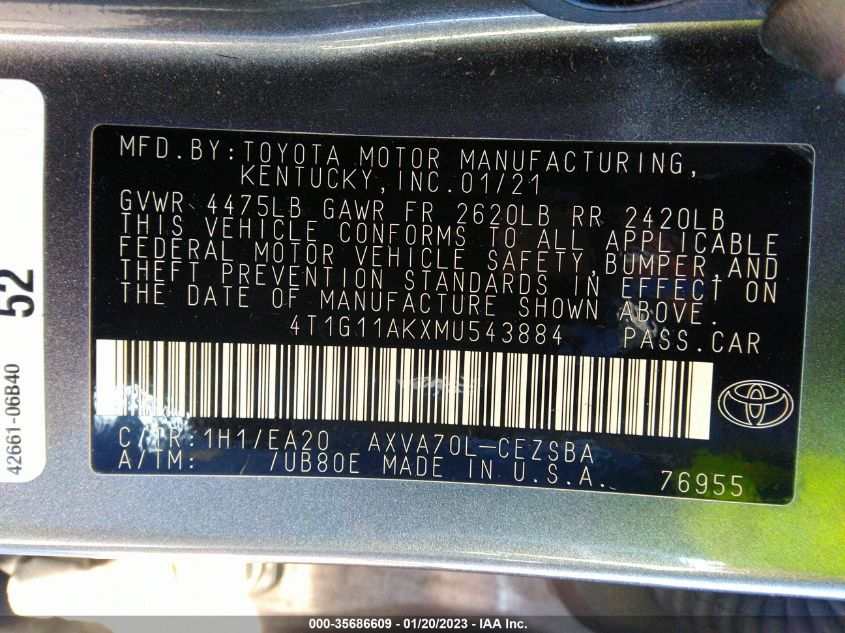 MFD.BY:TOYOTA MOTOR MANUFACTURING,
KENTUCKY,INC.01/21
GVWR 4475LB GAWR FR 2620LB RR 2420LB
THIS VEHICLE CONFORMS TO ALL APPLICABLE
FEDERAL MOTOR VEHICLE SAFETY,BUMPER,AND
THEFT PREVENTION STANDARDS IN EFFECT ON
THE DATE OF MANUFACTURE SHOWN ABOVE.
4T1G11AKXMU543884 PASS.CAR
C/TR:1H1/EA20 AXVA70L-CEZSBA
A/TM: /UB80E MADE IN U.S.A.
76955
52
42661-06B40
000-35686609 - 01/20/2023 - IAA Inc.